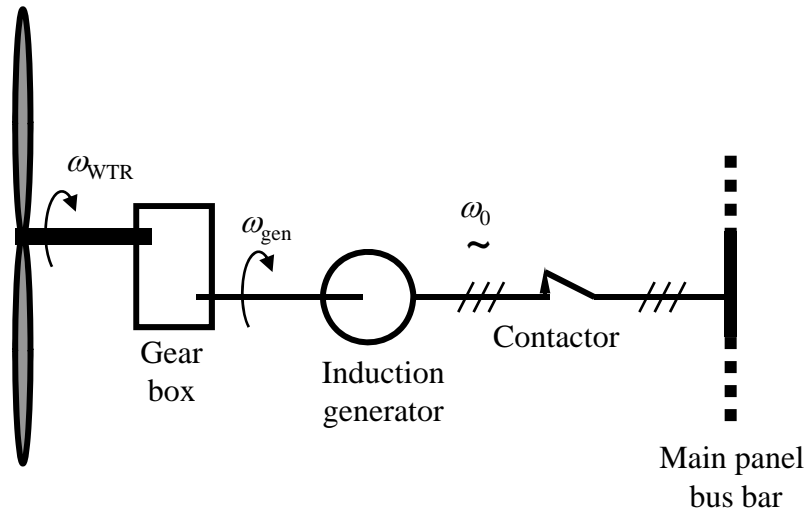 ω_WTR
ω_gen
ω_0
~
Contactor
Gear
box
Induction
generator
Main panel
bus bar